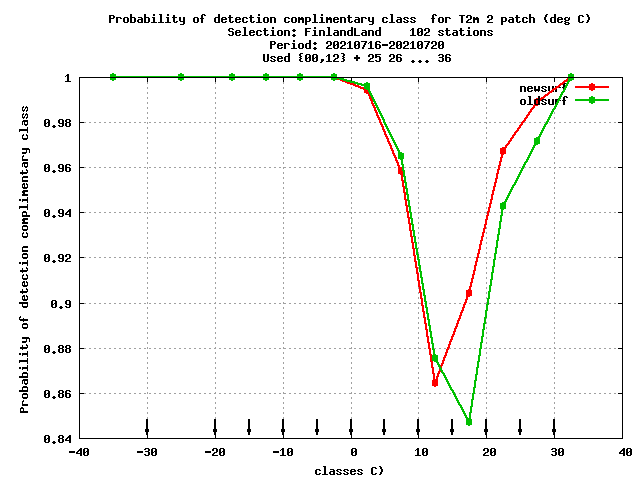 Probability of detection complimentary class  for T2m 2 patch (deg C)
Selection: FinlandLand    102 stations
Period: 20210716-20210720
Used {00,12} + 25 26 ... 36
newsurf
oldsurf
Probability of detection complimentary class
1
0,98
0,96
0,94
0,92
0,9
0,88
0,86
0,84
-40 -30 -20 -10 0 10 20 30 40
classes C)